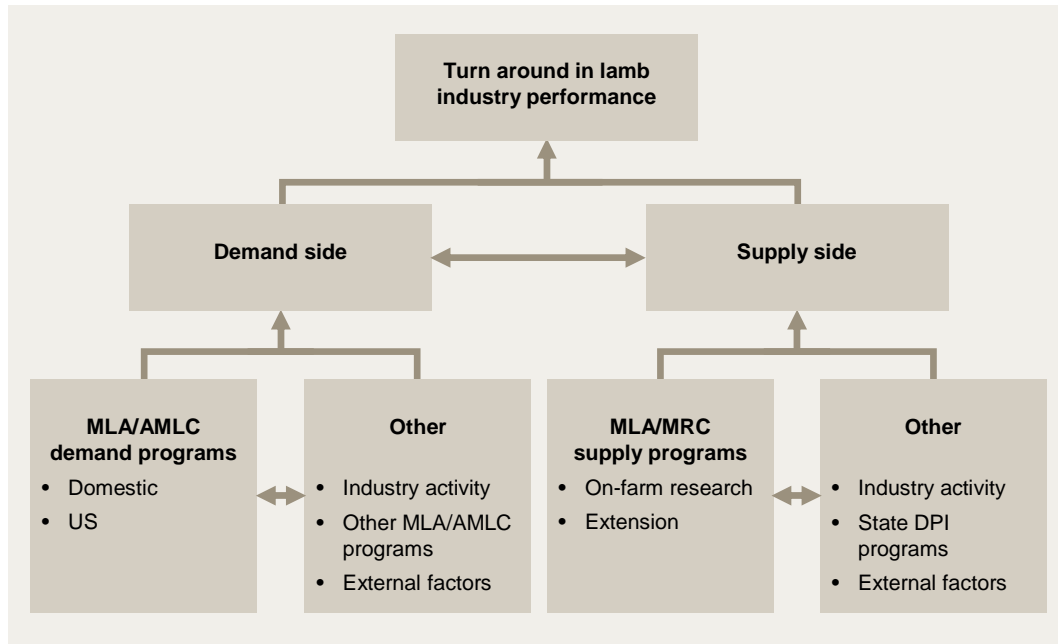 Turn around in lamb
industry performance
Demand side
Supply side
MLA/AMLC
demand programs
• Domestic
• US
Other
• Industry activity
• Other MLA/AMLC
programs
• External factors
MLA/MRC
supply programs
• On-farm research
• Extension
Other
• Industry activity
• State DPI
programs
• External factors